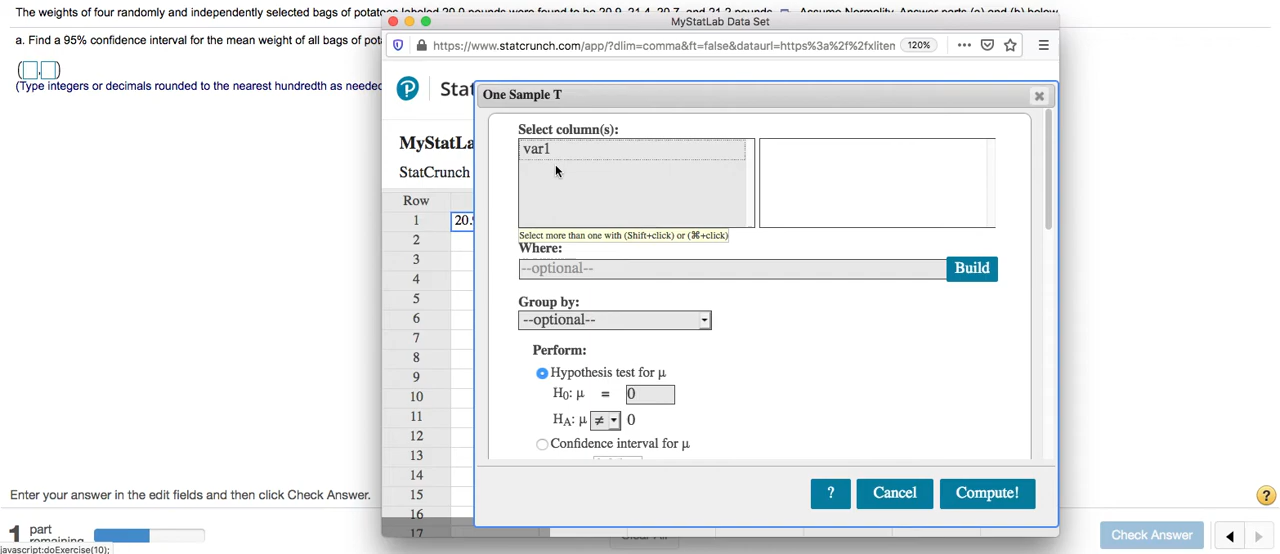 The weights of four randomly and independently selected bags of potatoes labeled 20.0 pounds were found to be 20.9, 21.4, 20.7, and 21.2 pounds. Assume Normality. Answer parts (a) and (b) below.
MyStatLab Data Set
a. Find a 95% confidence interval for the mean weight of all bags of
https://www.statcrunch.com/app/?dlim=comma&ft=false&dataurl=https%3a%2f%2fxlitem
120%
(Type integers or decimals rounded to the nearest hundredth as neede
P
One Sample T
Select column(s):
var1
MyStatL
StatCrunch
Row
1
20.
2
3
4
5
6
7
8
9
10
11
12
13
14
15
16
17
Select more than one with (Shift+click) or (⌘+click)
Where:
--optional--
Build
Group by:
--optional--
Perform:
Hypothesis test for μ
H0: μ = 0
HA: μ ≠ 0
Confidence interval for μ
?
Cancel
Compute!
Enter your answer in the edit fields and then click Check Answer.
?
1 part
remaining
Check Answer
javascript:doExercise(10);